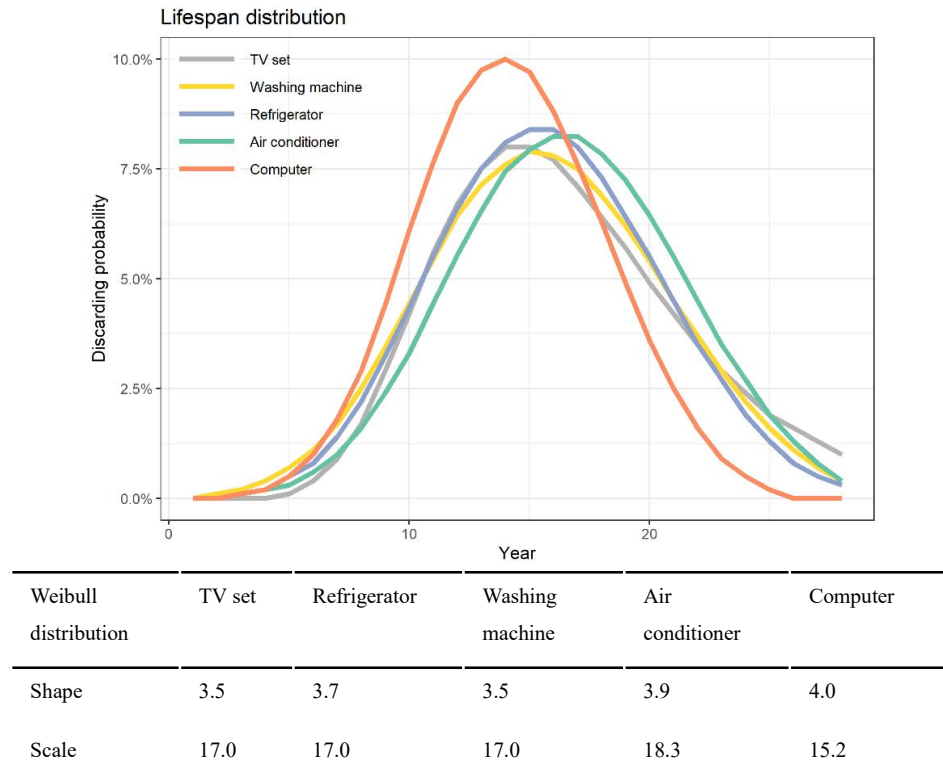 Lifespan distribution
10.0%
7.5%
5.0%
2.5%
0.0%
Discarding probability
TV set
Washing machine
Refrigerator
Air conditioner
Computer
0 10 20
Year
Weibull distribution TV set Refrigerator Washing machine Air conditioner Computer
Shape 3.5 3.7 3.5 3.9 4.0
Scale 17.0 17.0 17.0 18.3 15.2